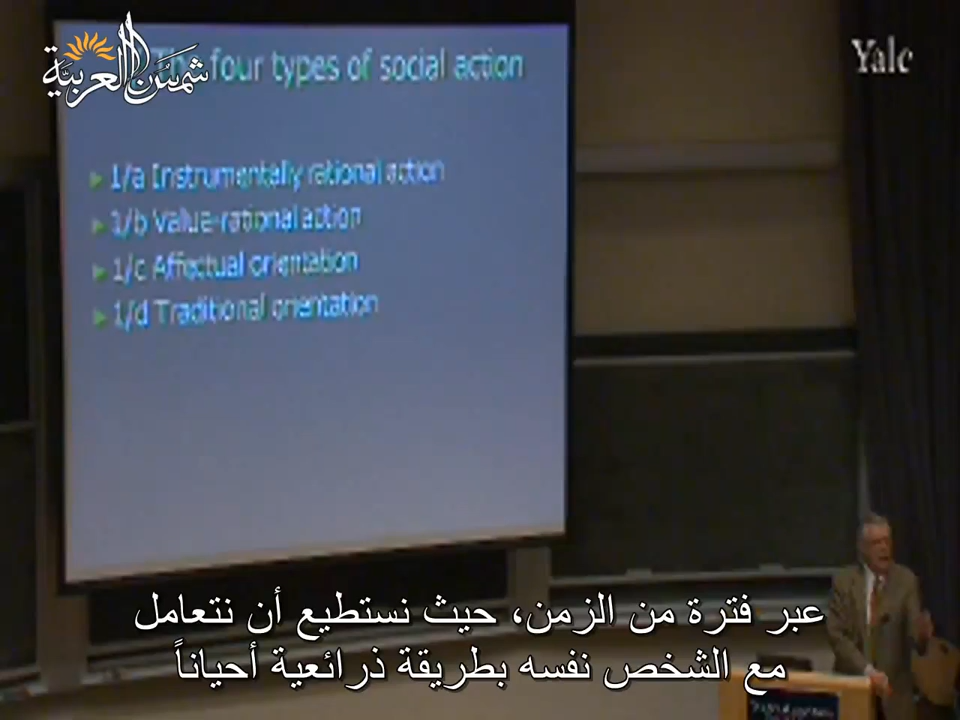 شمس العربية
The four types of social action
Yale
1/a Instrumentally rational action
1/b Value-rational action
1/c Affectual orientation
1/d Traditional orientation
عبر فترة من الزمن، حيث نستطيع أن نتعامل
مع الشخص نفسه بطريقة ذرائعية أحياناً